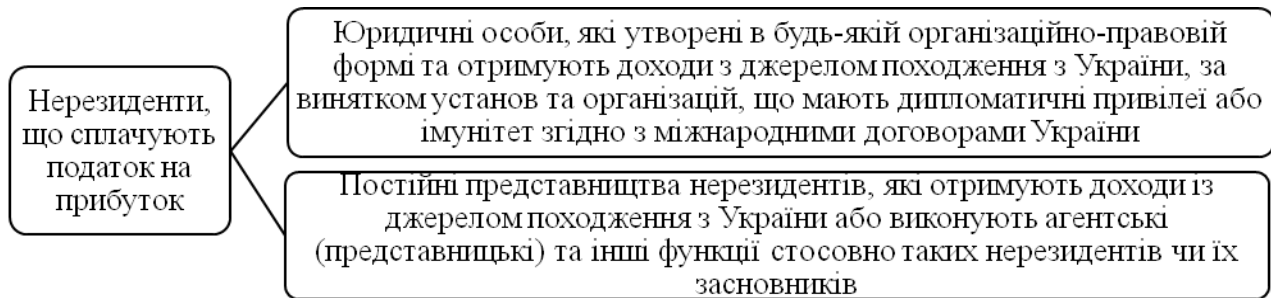 Нерезиденти,
що сплачують
податок на
прибуток
Юридичні особи, які утворені в будь-якій організаційно-правовій
формі та отримують доходи з джерелом походження з України, за
винятком установ та організацій, що мають дипломатичні привілеї або
імунітет згідно з міжнародними договорами України
Постійні представництва нерезидентів, які отримують доходи із
джерелом походження з України або виконують агентські
(представницькі) та інші функції стосовно таких нерезидентів чи їх
засновників